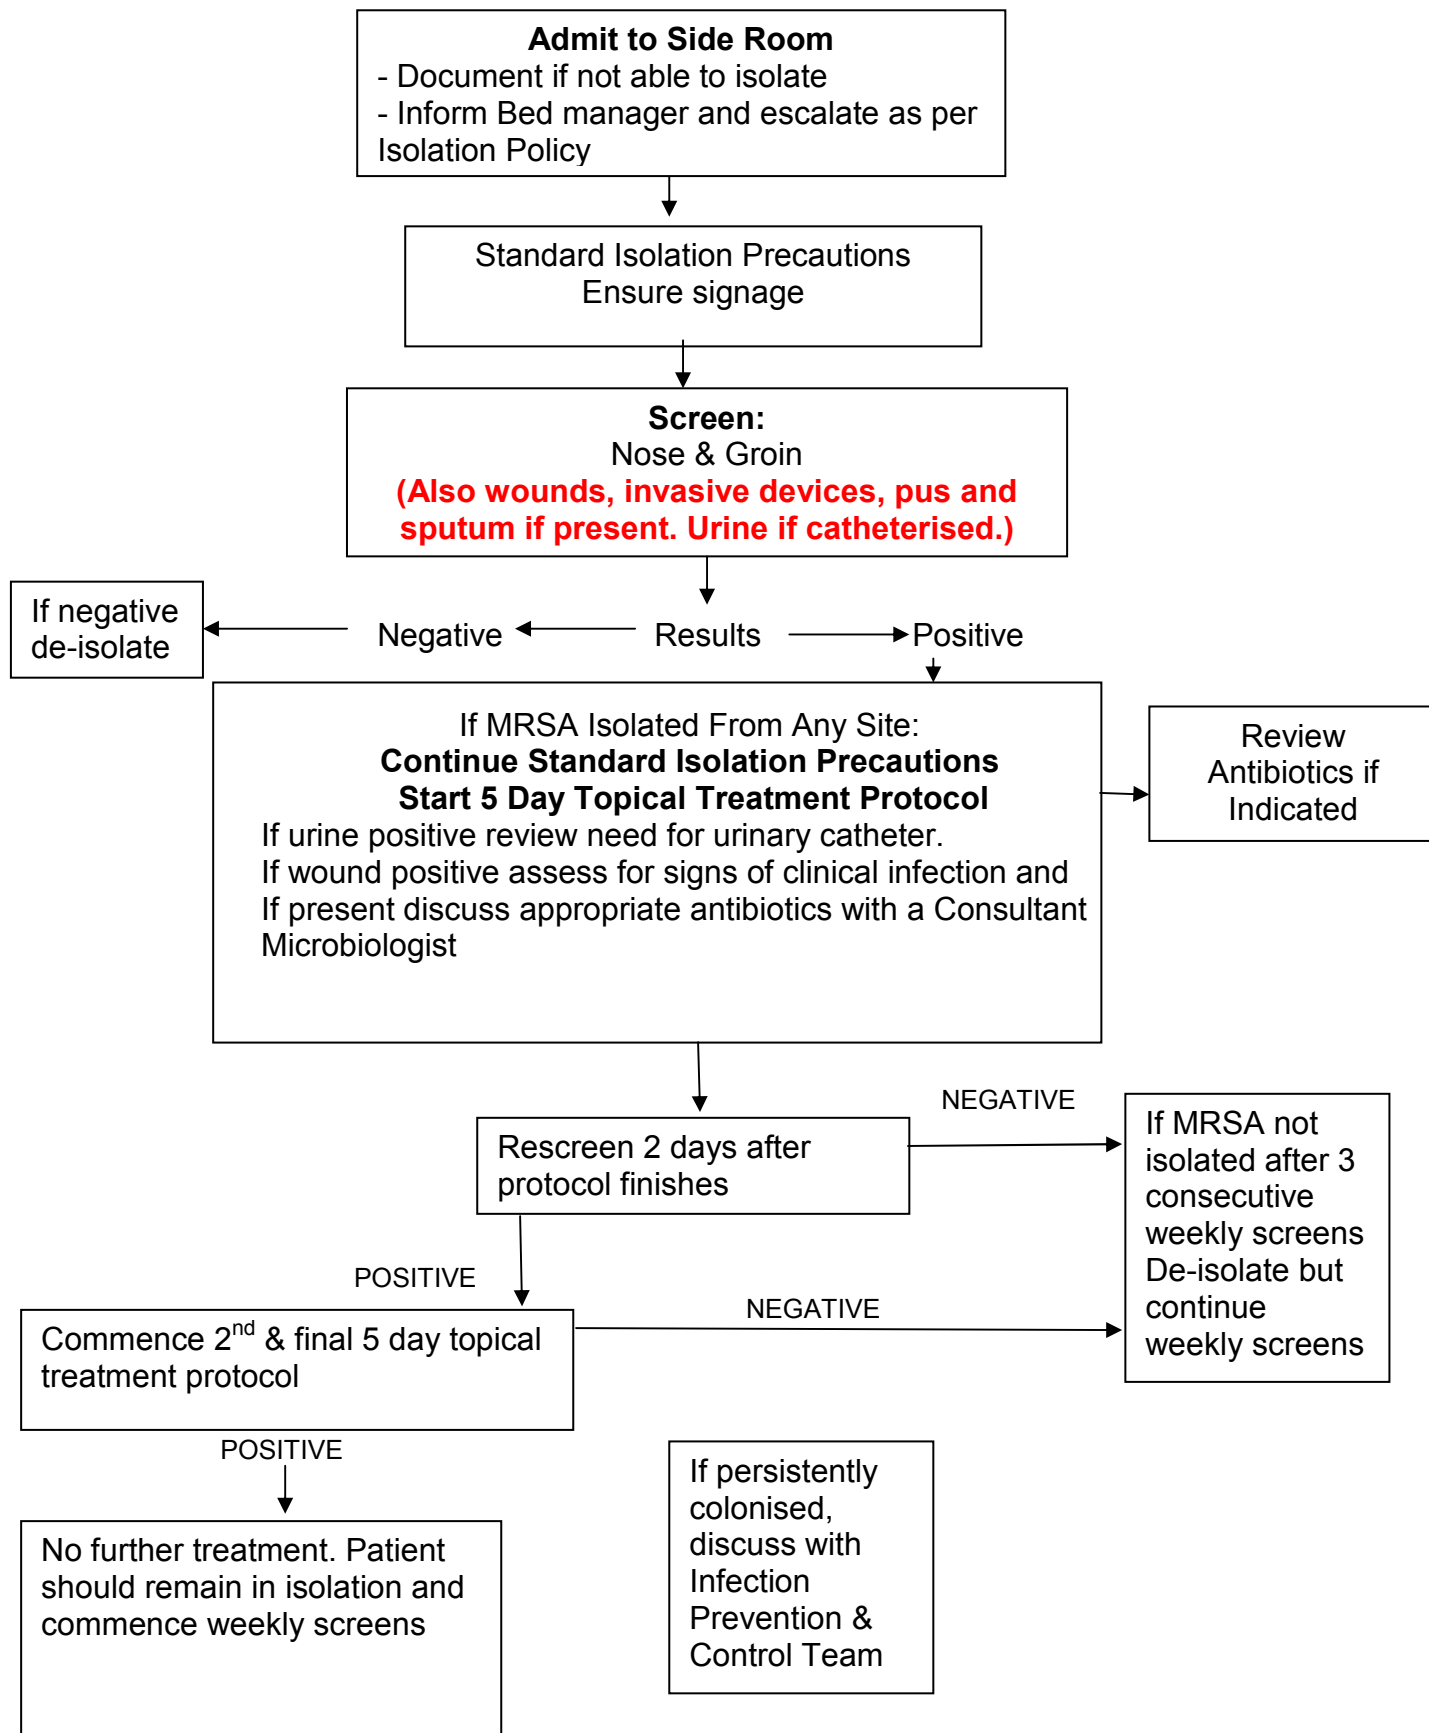 Admit to Side Room
- Document if not able to isolate
- Inform Bed manager and escalate as per
Isolation Policy
Standard Isolation Precautions
Ensure signage
Screen:
Nose & Groin
(Also wounds, invasive devices, pus and
sputum if present. Urine if catheterised.)
If negative
de-isolate
Negative
Results
Positive
If MRSA Isolated From Any Site:
Continue Standard Isolation Precautions
Start 5 Day Topical Treatment Protocol
If urine positive review need for urinary catheter.
If wound positive assess for signs of clinical infection and
If present discuss appropriate antibiotics with a Consultant
Microbiologist
Review
Antibiotics if
Indicated
Rescreen 2 days after
protocol finishes
NEGATIVE
If MRSA not
isolated after 3
consecutive
weekly screens
De-isolate but
continue
weekly screens
POSITIVE
Commence 2nd & final 5 day topical
treatment protocol
NEGATIVE
POSITIVE
No further treatment. Patient
should remain in isolation and
commence weekly screens
If persistently
colonised,
discuss with
Infection
Prevention &
Control Team